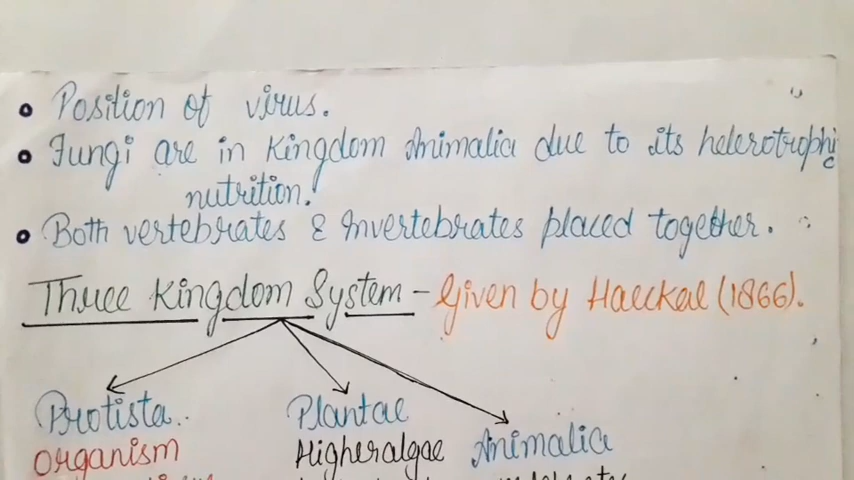 • Position of virus.
• Fungi are in Kingdom Animalia due to its heterotrophic
nutrition.
• Both vertebrates & Invertebrates placed together.
Three Kingdom System - Given by Haeckal (1866).
Protista..
Plantae
Animalia
Organism
Higheralgae